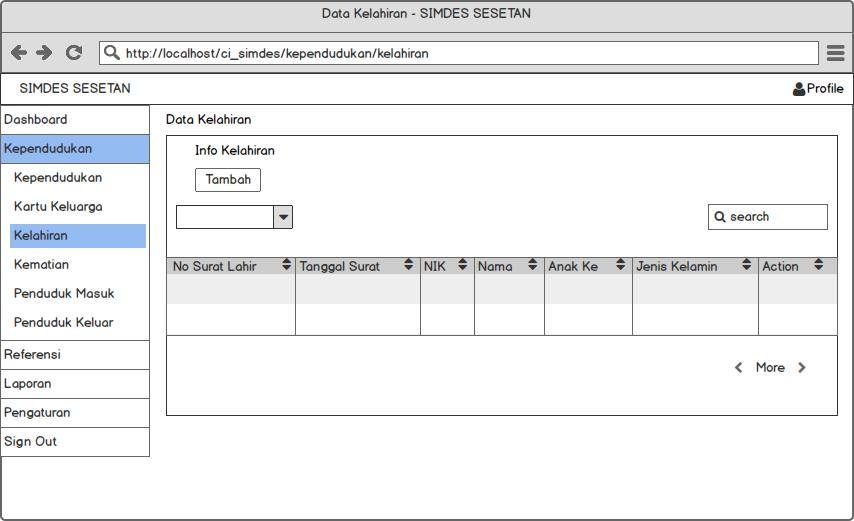 Data Kelahiran - SIMDES SESETAN
http://localhost/ci_simdes/kependudukan/kelahiran
SIMDES SESETAN
Profile
Dashboard
Kependudukan
Kependudukan
Kartu Keluarga
Kelahiran
Kematian
Penduduk Masuk
Penduduk Keluar
Referensi
Laporan
Pengaturan
Sign Out
Data Kelahiran
Info Kelahiran
Tambah
search
No Surat Lahir Tanggal Surat NIK Nama Anak Ke Jenis Kelamin Action
More